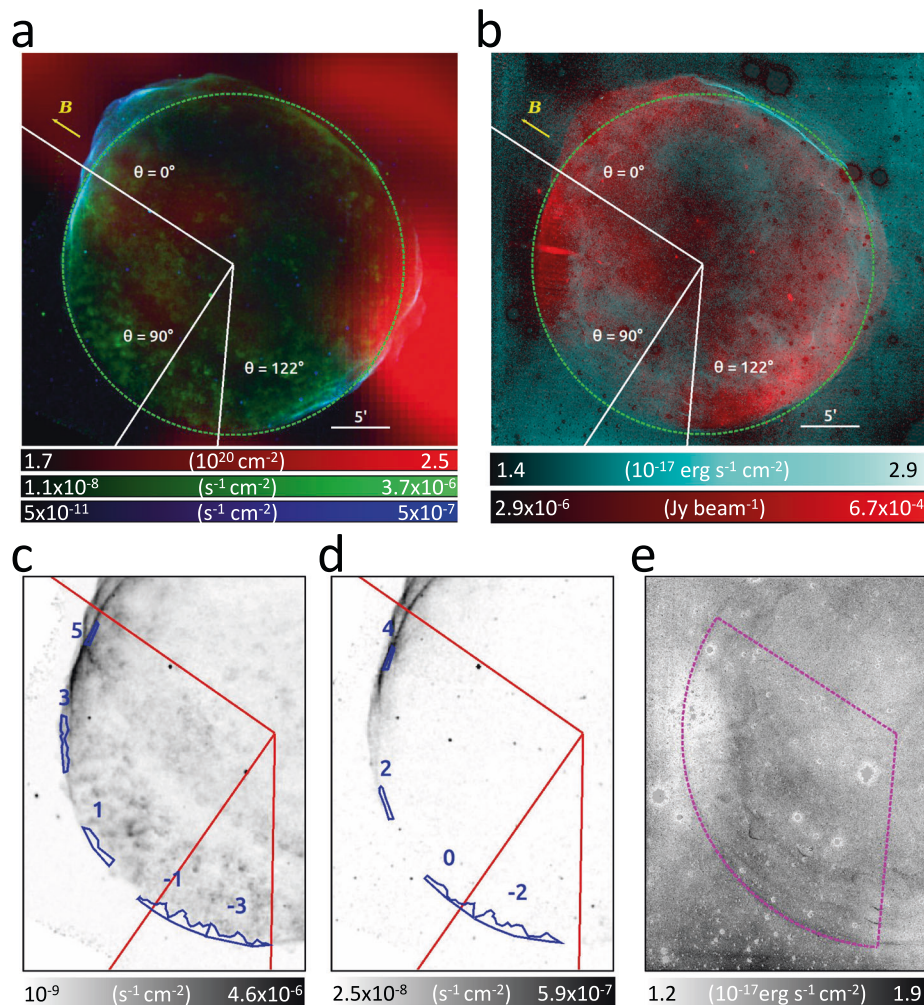 a
B
θ = 0°
θ = 90°
θ = 122°
5'
1.7 (10²⁰ cm⁻²) 2.5
1.1x10⁻⁸ (s⁻¹ cm⁻²) 3.7x10⁻⁶
5x10⁻¹¹ (s⁻¹ cm⁻²) 5x10⁻⁷
b
B
θ = 0°
θ = 90°
θ = 122°
5'
1.4 (10⁻¹⁷ erg s⁻¹ cm⁻²) 2.9
2.9x10⁻⁶ (Jy beam⁻¹) 6.7x10⁻⁴
c
5
3
1
-1
-3
10⁻⁹ (s⁻¹ cm⁻²) 4.6x10⁻⁶
d
4
2
0
-2
2.5x10⁻⁸ (s⁻¹ cm⁻²) 5.9x10⁻⁷
e
1.2 (10⁻¹⁷erg s⁻¹ cm⁻²) 1.9